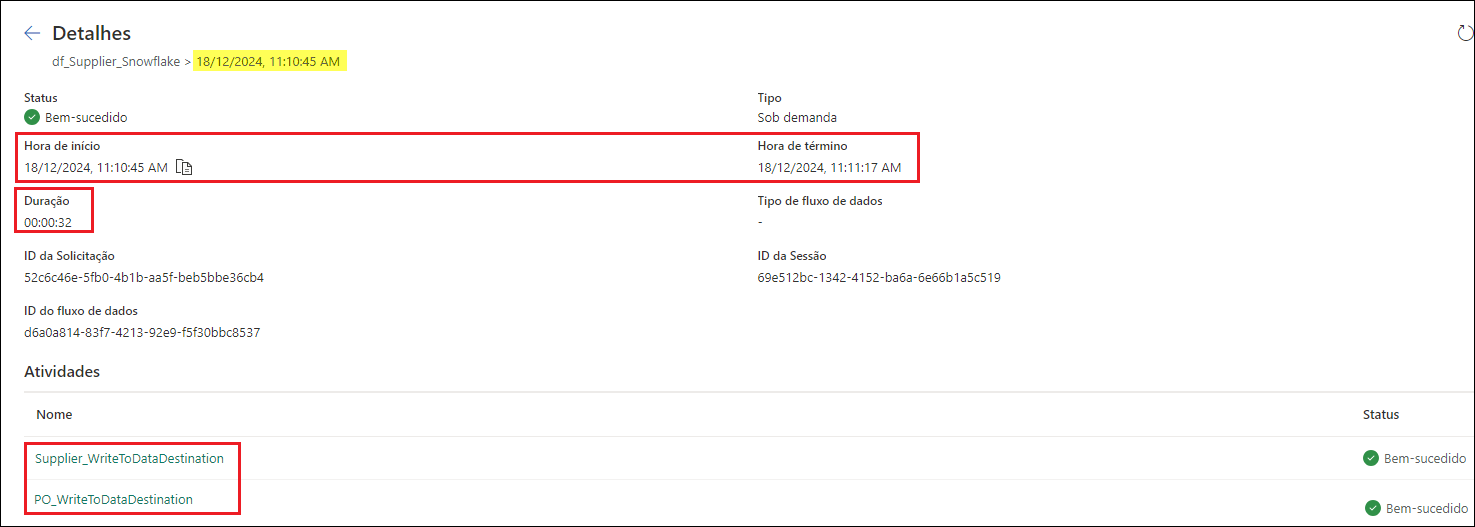 Detalhes
df_Supplier_Snowflake > 18/12/2024, 11:10:45 AM
Status Tipo
Bem-sucedido Sob demanda
Hora de início Hora de término
18/12/2024, 11:10:45 AM 18/12/2024, 11:11:17 AM
Duração Tipo de fluxo de dados
00:00:32 -
ID da Solicitação ID da Sessão
52c6c46e-5fb0-4b1b-aa5f-beb5bbe36cb4 69e512bc-1342-4152-ba6a-6e66b1a5c519
ID do fluxo de dados
d6a0a814-83f7-4213-92e9-f5f30bbc8537
Atividades
Nome Status
Supplier_WriteToDataDestination Bem-sucedido
PO_WriteToDataDestination Bem-sucedido